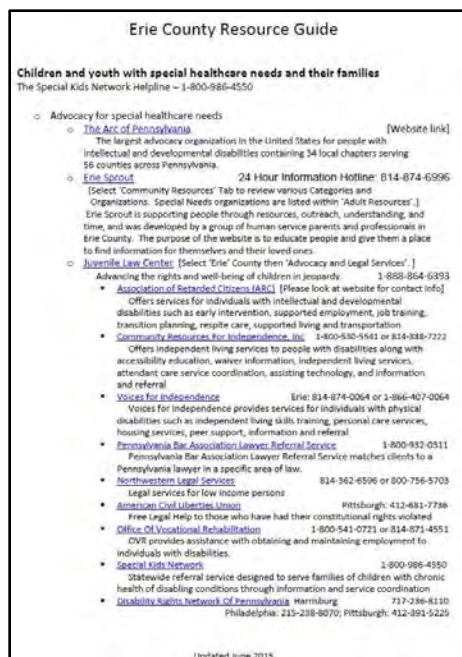 Erie County Resource Guide
Children and youth with special healthcare needs and their families
The Special Kids Network Helpline – 1-800-986-4550
o Advocacy for special healthcare needs
o The Arc of Pennsylvania [Website link]
The largest advocacy organization in the United States for people with
intellectual and developmental disabilities containing 34 local chapters serving
56 counties across Pennsylvania.
o Erie Sprout 24 Hour Information Hotline: 814-874-6996
[Select 'Community Resources' Tab to review various Categories and
Organizations. Special Needs organizations are listed within 'Adult Resources'.]
Erie Sprout is supporting people through resources, outreach, understanding, and
time, and was developed by a group of human service parents and professionals in
Erie County. The purpose of the website is to educate people and give them a place
to find information for themselves and their loved ones.
o Juvenile Law Center [Select 'Erie' County then 'Advocacy and Legal Services'.]
Advancing the rights and well-being of children in jeopardy. 1-888-864-6393
▪ Association of Retarded Citizens (ARC) [Please look at website for contact info]
Offers services for individuals with intellectual and developmental
disabilities such as early intervention, supported employment, job training,
transition planning, respite care, supported living and transportation
▪ Community Resources For Independence, Inc 1-800-530-5541 or 814-838-7222
Offers independent living services to people with disabilities along with
accessibility education, waiver information, independent living services,
attendant care service coordination, assisting technology, and information
and referral
▪ Voices for Independence Erie: 814-874-0064 or 1-866-407-0064
Voices for Independence provides services for individuals with physical
disabilities such as independent living skills training, personal care services,
housing services, peer support, information and referral
▪ Pennsylvania Bar Association Lawyer Referral Service 1-800-932-0311
Pennsylvania Bar Association Lawyer Referral Service matches clients to a
Pennsylvania lawyer in a specific area of law.
▪ Northwestern Legal Services 814-362-6596 or 800-756-5703
Legal services for low income persons
▪ American Civil Liberties Union Pittsburgh: 412-681-7736
Free Legal Help to those who have had their constitutional rights violated
▪ Office Of Vocational Rehabilitation 1-800-541-0721 or 814-871-4551
OVR provides assistance with obtaining and maintaining employment to
individuals with disabilities.
▪ Special Kids Network 1-800-986-4550
Statewide referral service designed to serve families of children with chronic
health of disabling conditions through information and service coordination
▪ Disability Rights Network Of Pennsylvania Harrisburg 717-236-8110
Philadelphia: 215-238-8070; Pittsburgh: 412-391-5225
Updated June 2015